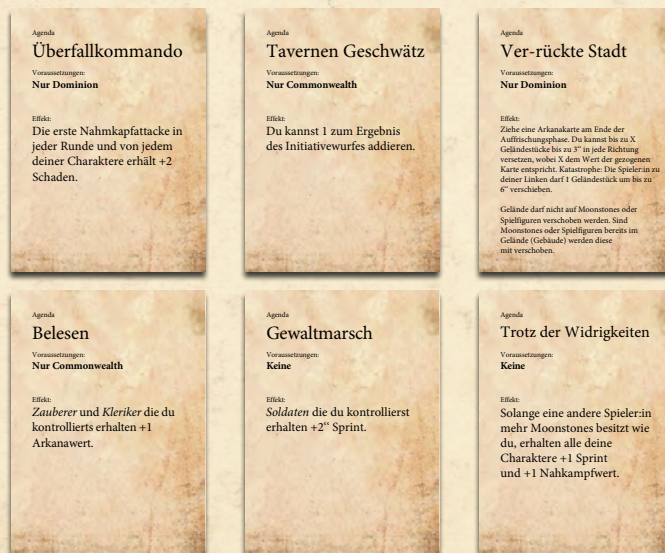 Agenda
Überfallkommando
Voraussetzungen:
Nur Dominion
Effekt:
Die erste Nahmkapfattacke in
jeder Runde und von jedem
deiner Charaktere erhält +2
Schaden.
Agenda
Tavernen Geschwätz
Voraussetzungen:
Nur Commonwealth
Effekt:
Du kannst 1 zum Ergebnis
des Initiativewurfes addieren.
Agenda
Ver-rückte Stadt
Voraussetzungen:
Nur Dominion
Effekt:
Ziehe eine Arkanakarte am Ende der
Auffrischungsphase. Du kannst bis zu X
Geländestücke bis zu 3“ in jede Richtung
versetzen, wobei X dem Wert der gezogenen
Karte entspricht. Katastrophe: Die Spieler:in zu
deiner Linken darf 1 Geländestück um bis zu
6“ verschieben.
Gelände darf nicht auf Moonstones oder
Spielfiguren verschoben werden. Sind
Moonstones oder Spielfiguren bereits im
Gelände (Gebäude) werden diese
mit verschoben.
Agenda
Belesen
Voraussetzungen:
Nur Commonwealth
Effekt:
Zauberer und Kleriker die du
kontrollierts erhalten +1
Arkanawert.
Agenda
Gewaltmarsch
Voraussetzungen:
Keine
Effekt:
Soldaten die du kontrollierst
erhalten +2“ Sprint.
Agenda
Trotz der Widrigkeiten
Voraussetzungen:
Keine
Effekt:
Solange eine andere Spieler:in
mehr Moonstones besitzt wie
du, erhalten alle deine
Charaktere +1 Sprint
und +1 Nahkampfwert.